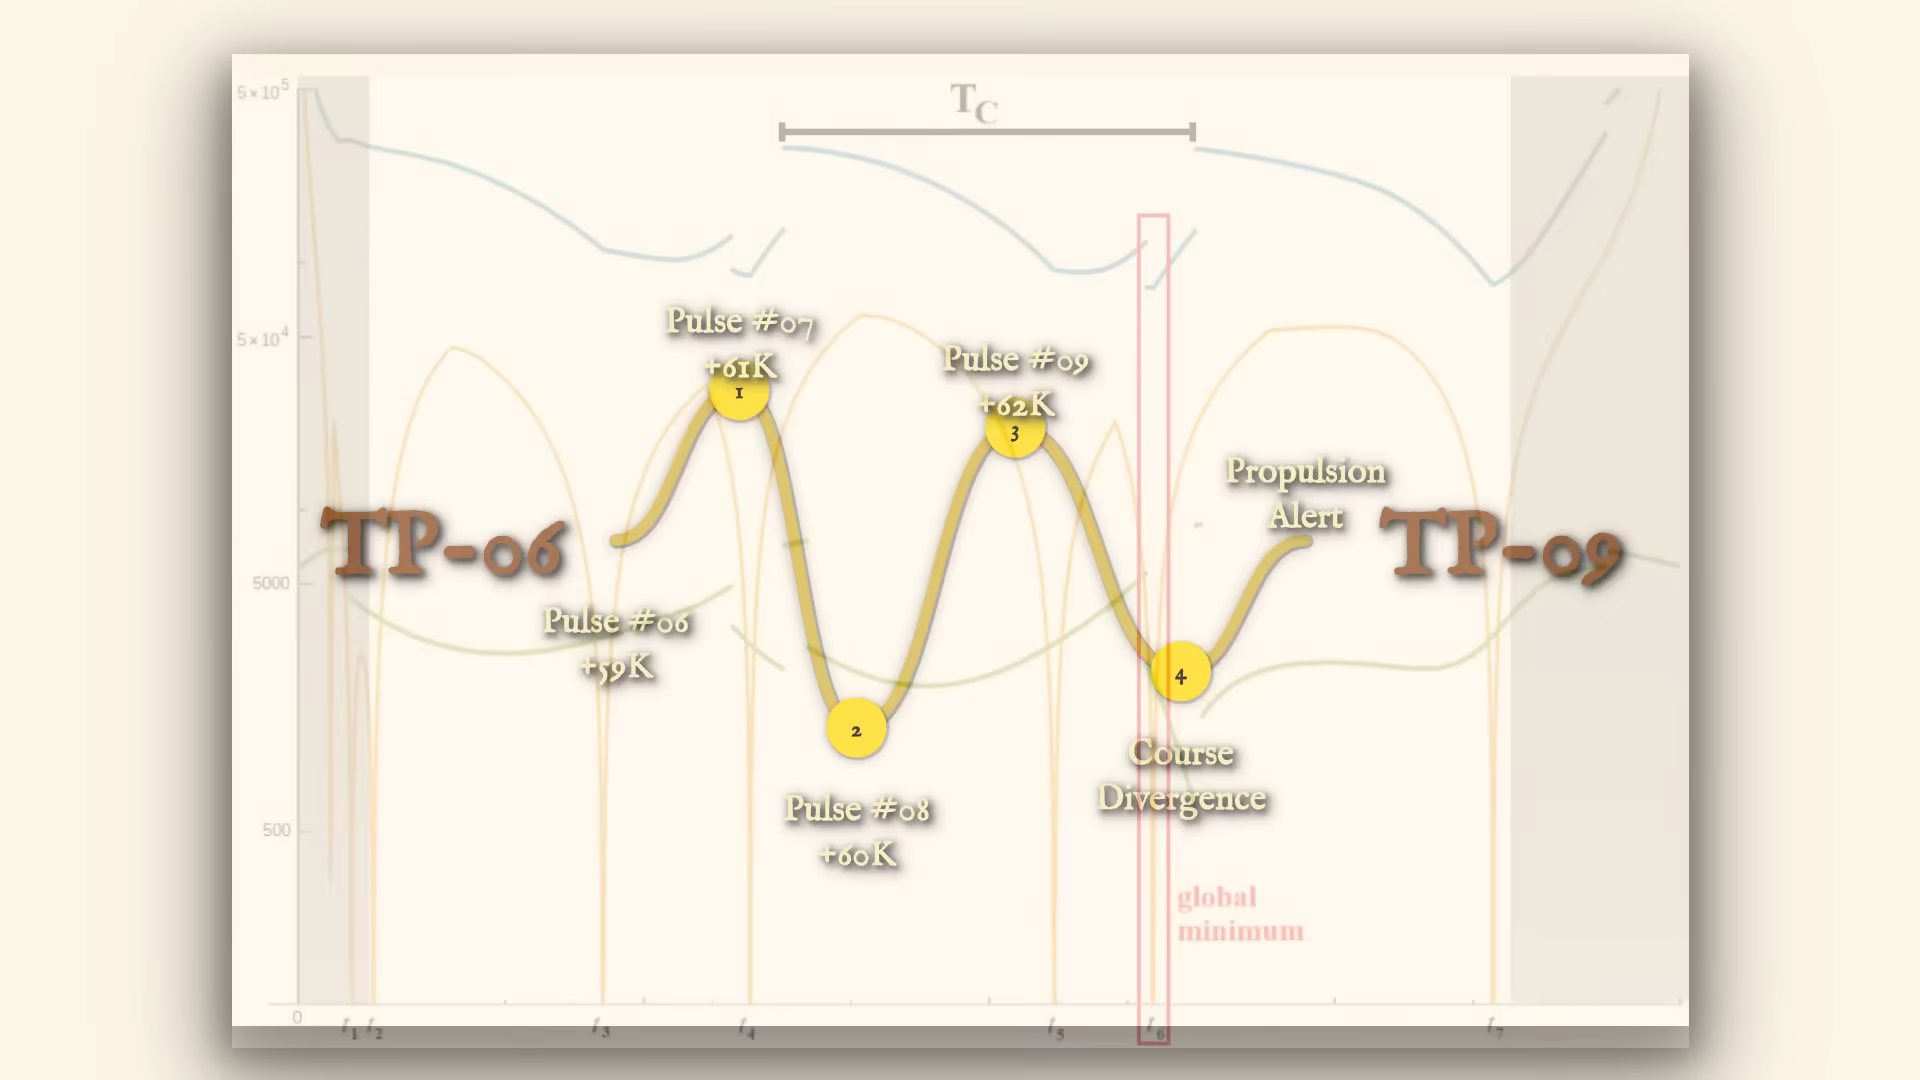 5×10⁵
T_C
5×10⁴
Pulse #07
+61K
1
Pulse #09
+62K
3
Propulsion
Alert
TP-06
TP-09
5000
Pulse #06
+59K
4
2
Course
Divergence
Pulse #08
+60K
500
global
minimum
0
t₁ t₂ t₃ t₄ t₅ t₆ t₇